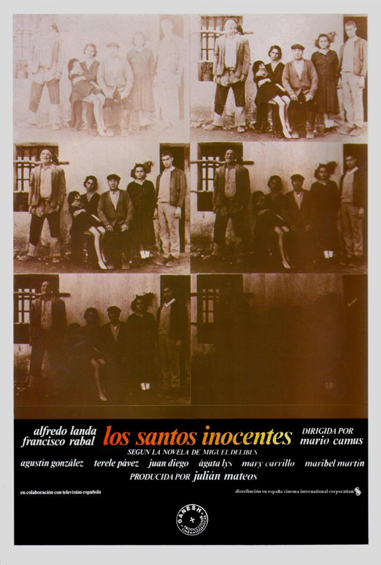 alfredo landa
francisco rabal
los santos inocentes
DIRIGIDA POR
mario camus
SEGUN LA NOVELA DE MIGUEL DELIBES
agustin gonzález terele pávez juan diego ágata lys mary carrillo maribel martín
PRODUCIDA POR julián mateos
en colaboración con televisión española
distribución en españa cinema international corporation
GANESH